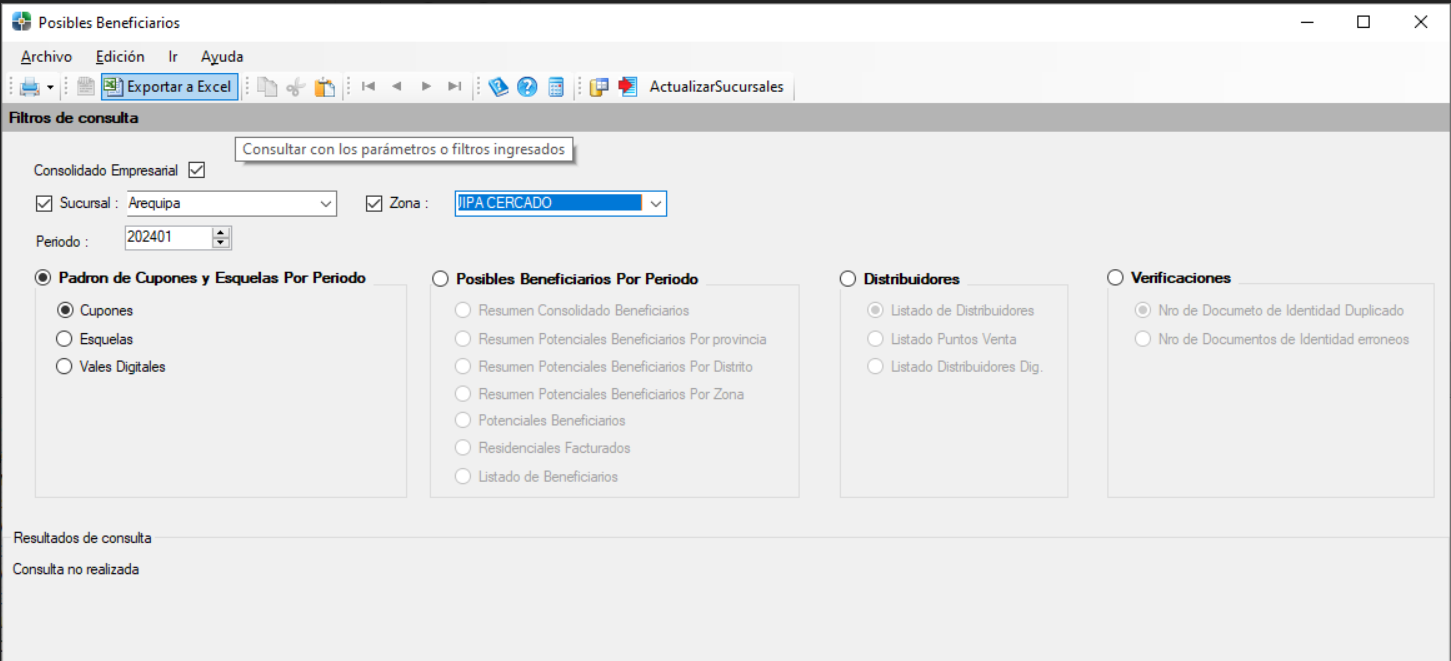 Posibles Beneficiarios
Archivo Edición Ir Ayuda
Exportar a Excel ActualizarSucursales
Filtros de consulta
Consultar con los parámetros o filtros ingresados
Consolidado Empresarial
Sucursal : Arequipa Zona : IIPA CERCADO
Periodo : 202401
Padron de Cupones y Esquelas Por Periodo
Cupones
Esquelas
Vales Digitales
Posibles Beneficiarios Por Periodo
Resumen Consolidado Beneficiarios
Resumen Potenciales Beneficiarios Por provincia
Resumen Potenciales Beneficiarios Por Distrito
Resumen Potenciales Beneficiarios Por Zona
Potenciales Beneficiarios
Residenciales Facturados
Listado de Beneficiarios
Distribuidores
Listado de Distribuidores
Listado Puntos Venta
Listado Distribuidores Dig.
Verificaciones
Nro de Documeto de Identidad Duplicado
Nro de Documentos de Identidad erroneos
Resultados de consulta
Consulta no realizada